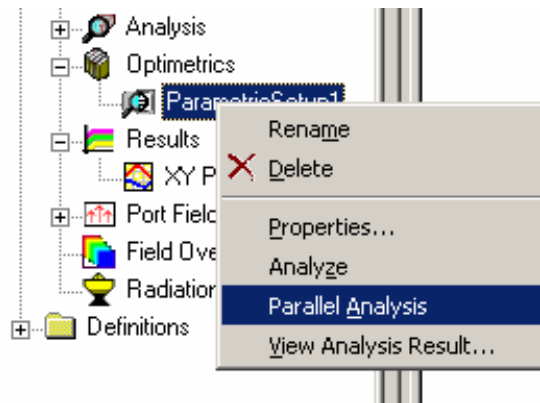 Analysis
Optimetrics
ParametricSetup1
Results
XY P
Port Field
Field Ove
Radiation
Definitions
Rename
Delete
Properties...
Analyze
Parallel Analysis
View Analysis Result...